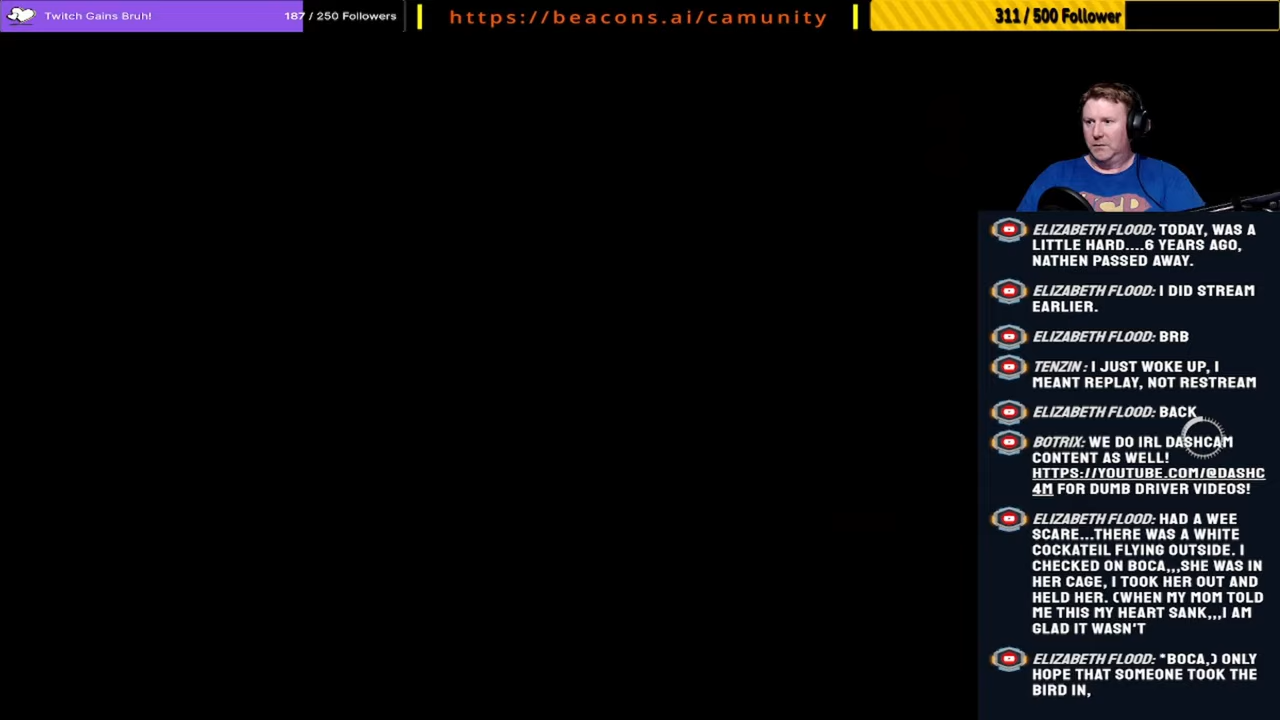 Twitch Gains Bruh!
187 / 250 Followers
https://beacons.ai/camunity
311 / 500 Follower
ELIZABETH FLOOD: TODAY, WAS A
LITTLE HARD....6 YEARS AGO,
NATHEN PASSED AWAY.
ELIZABETH FLOOD: I DID STREAM
EARLIER.
ELIZABETH FLOOD: BRB
TENZIN : I JUST WOKE UP, I
MEANT REPLAY, NOT RESTREAM
ELIZABETH FLOOD: BACK
BOTRIX: WE DO IRL DASHCAM
CONTENT AS WELL!
HTTPS://YOUTUBE.COM/@DASHC
4M FOR DUMB DRIVER VIDEOS!
ELIZABETH FLOOD: HAD A WEE
SCARE...THERE WAS A WHITE
COCKATEIL FLYING OUTSIDE. I
CHECKED ON BOCA,,,SHE WAS IN
HER CAGE, I TOOK HER OUT AND
HELD HER. (WHEN MY MOM TOLD
ME THIS MY HEART SANK,,,I AM
GLAD IT WASN'T
ELIZABETH FLOOD: *BOCA,) ONLY
HOPE THAT SOMEONE TOOK THE
BIRD IN,